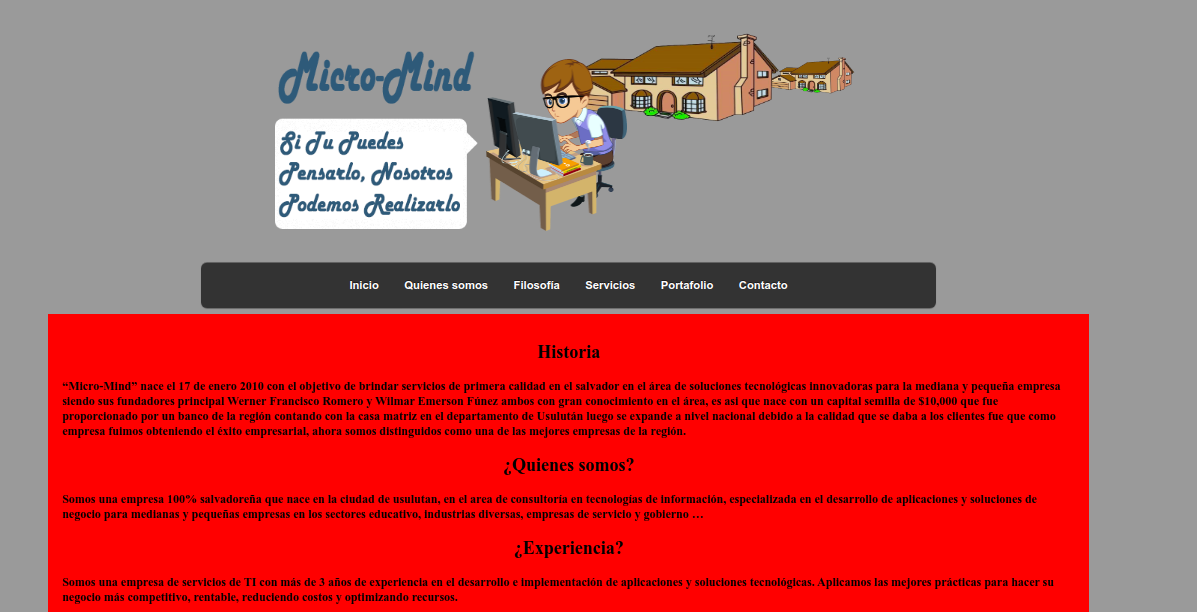 Micro-Mind
Si Tu Puedes
Pensarlo, Nosotros
Podemos Realizarlo
Inicio Quienes somos Filosofía Servicios Portafolio Contacto
Historia
“Micro-Mind” nace el 17 de enero 2010 con el objetivo de brindar servicios de primera calidad en el salvador en el área de soluciones tecnológicas innovadoras para la mediana y pequeña empresa
siendo sus fundadores principal Werner Francisco Romero y Wilmar Emerson Fúnez ambos con gran conocimiento en el área, es así que nace con un capital semilla de $10,000 que fue
proporcionado por un banco de la región contando con la casa matriz en el departamento de Usulután luego se expande a nivel nacional debido a la calidad que se daba a los clientes fue que como
empresa fuimos obteniendo el éxito empresarial, ahora somos distinguidos como una de las mejores empresas de la región.
¿Quienes somos?
Somos una empresa 100% salvadoreña que nace en la ciudad de usulutan, en el area de consultoría en tecnologías de información, especializada en el desarrollo de aplicaciones y soluciones de
negocio para medianas y pequeñas empresas en los sectores educativo, industrias diversas, empresas de servicio y gobierno …
¿Experiencia?
Somos una empresa de servicios de TI con más de 3 años de experiencia en el desarrollo e implementación de aplicaciones y soluciones tecnológicas. Aplicamos las mejores prácticas para hacer su
negocio más competitivo, rentable, reduciendo costos y optimizando recursos.